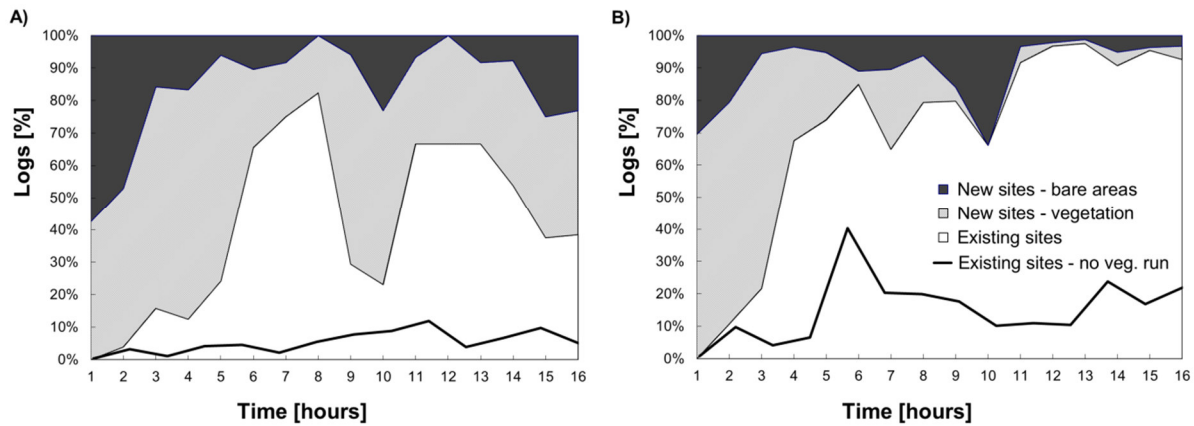 A)
100%
90%
80%
70%
60%
50%
40%
30%
20%
10%
0%
Logs [%]
1 2 3 4 5 6 7 8 9 10 11 12 13 14 15 16
Time [hours]
B)
100%
90%
80%
70%
60%
50%
40%
30%
20%
10%
0%
Logs [%]
New sites - bare areas
New sites - vegetation
Existing sites
Existing sites - no veg. run
1 2 3 4 5 6 7 8 9 10 11 12 13 14 15 16
Time [hours]